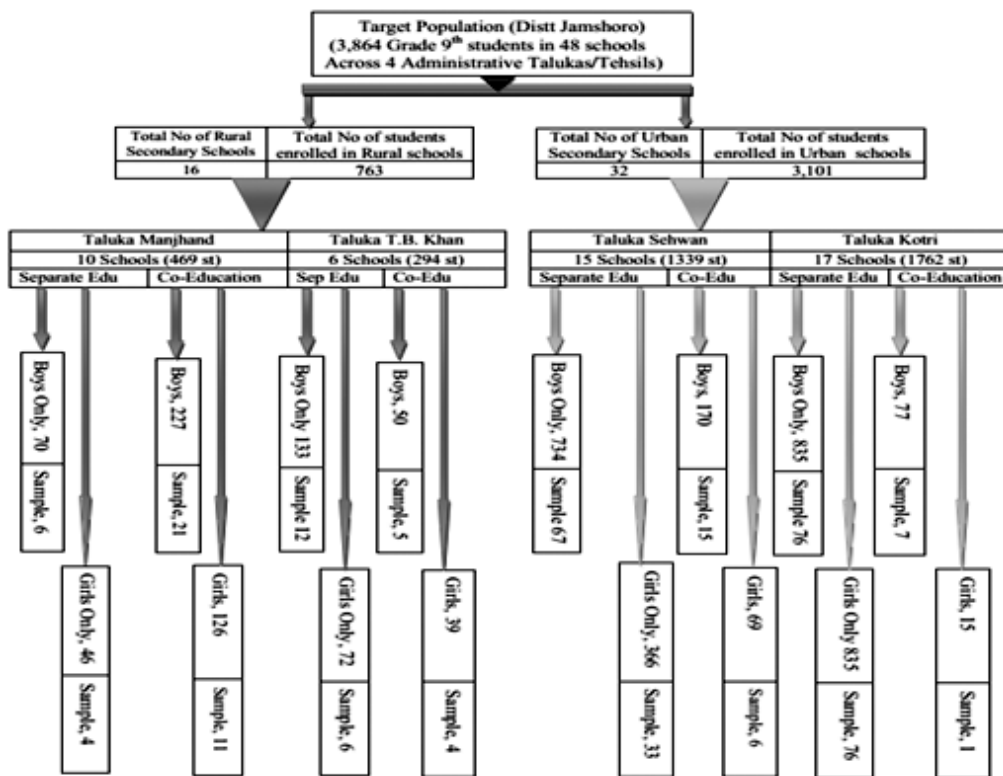 Target Population (Distt Jamshoro)
(3,864 Grade 9th students in 48 schools
Across 4 Administrative Talukas/Tehsils)
Total No of Rural
Secondary Schools
Total No of students
enrolled in Rural schools
16
763
Total No of Urban
Secondary Schools
Total No of students
enrolled in Urban schools
32
3,101
Taluka Manjhand
Taluka T.B. Khan
10 Schools (469 st)
6 Schools (294 st)
Separate Edu
Co-Education
Sep Edu
Co-Edu
Taluka Sehwan
Taluka Kotri
15 Schools (1339 st)
17 Schools (1762 st)
Separate Edu
Co-Education
Separate Edu
Co-Education
Boys Only, 70
Sample, 6
Girls Only, 46
Sample, 4
Boys, 227
Sample, 21
Girls, 126
Sample, 11
Boys Only 133
Sample 12
Girls Only, 72
Sample, 6
Boys, 50
Sample, 5
Girls, 39
Sample, 4
Boys Only, 734
Sample 67
Girls Only, 366
Sample, 33
Boys, 170
Sample, 15
Girls, 69
Sample, 6
Boys Only, 835
Sample 76
Girls Only 835
Sample, 76
Boys, 77
Sample, 7
Girls, 15
Sample, 1